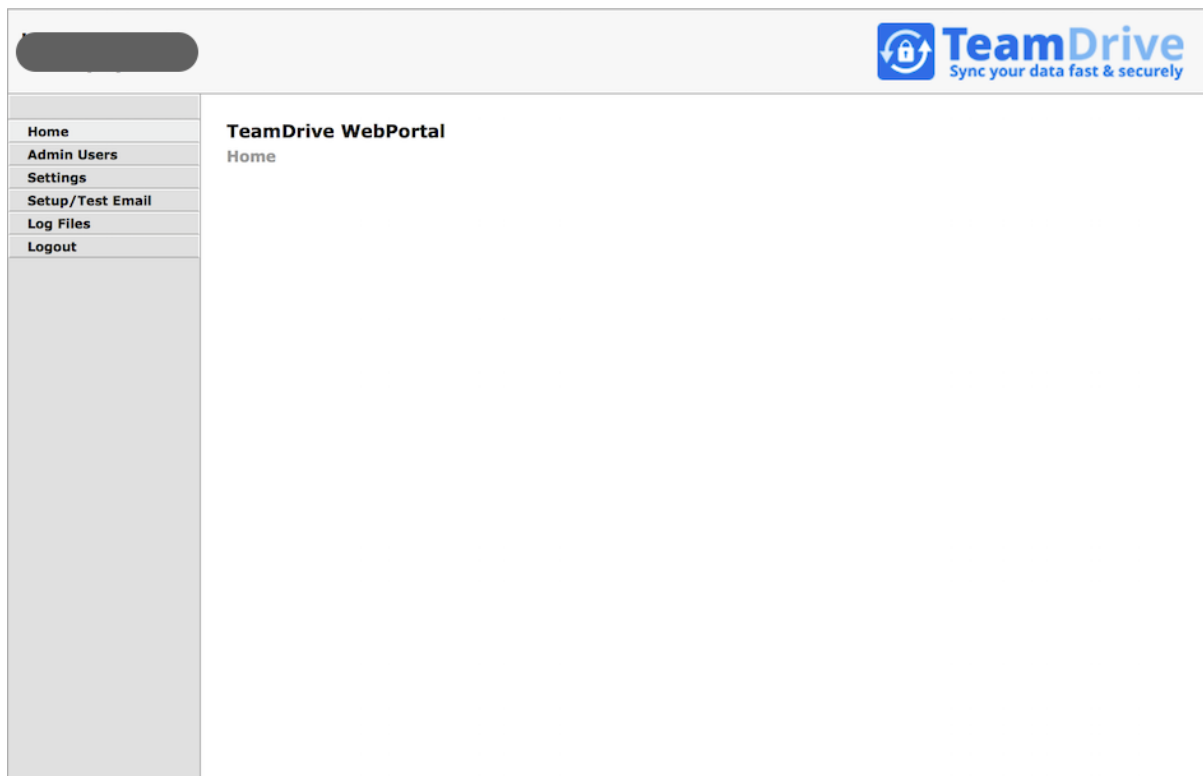 TeamDrive
Sync your data fast & securely
Home
Admin Users
Settings
Setup/Test Email
Log Files
Logout
TeamDrive WebPortal
Home